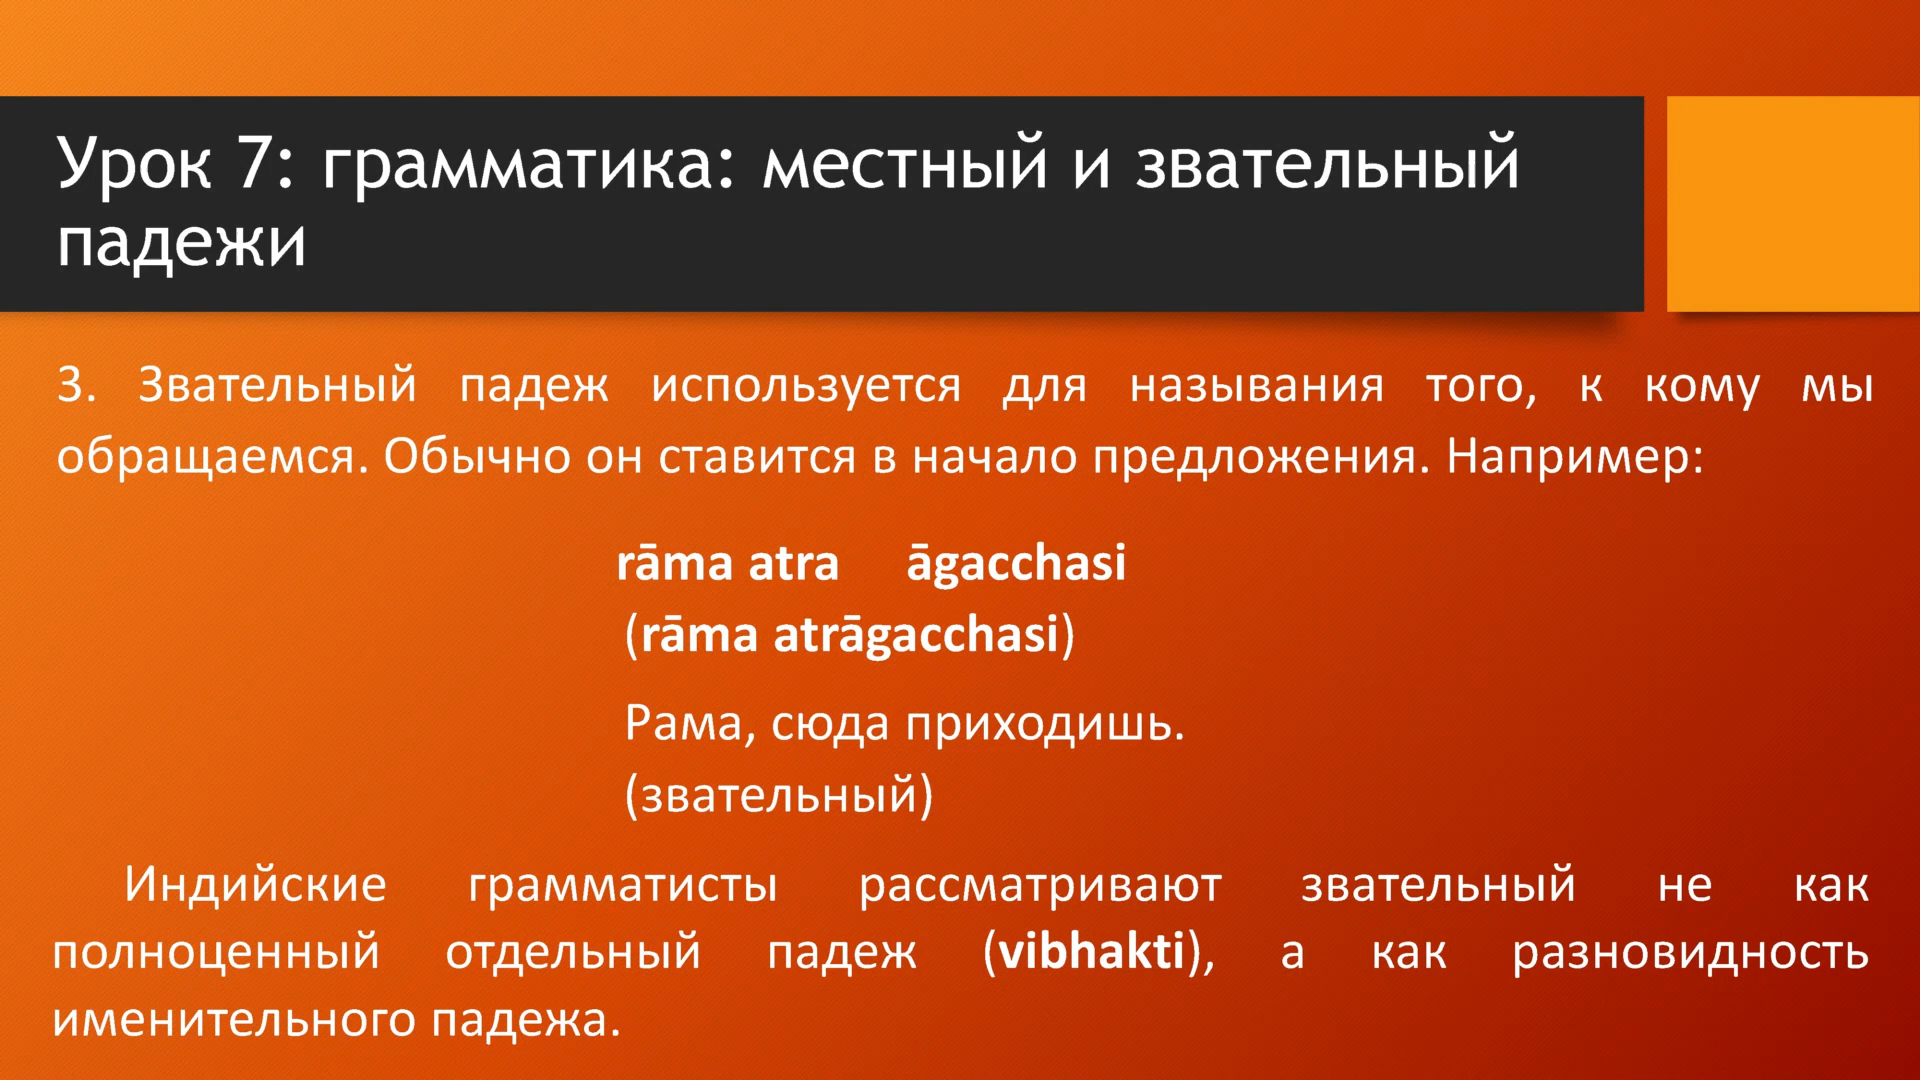 Урок 7: грамматика: местный и звательный
падежи
3. Звательный падеж используется для называния того, к кому мы
обращаемся. Обычно он ставится в начало предложения. Например:
rāma atra āgacchasi
(rāma atrāgacchasi)
Рама, сюда приходишь.
(звательный)
Индийские грамматисты рассматривают звательный не как
полноценный отдельный падеж (vibhakti), а как разновидность
именительного падежа.